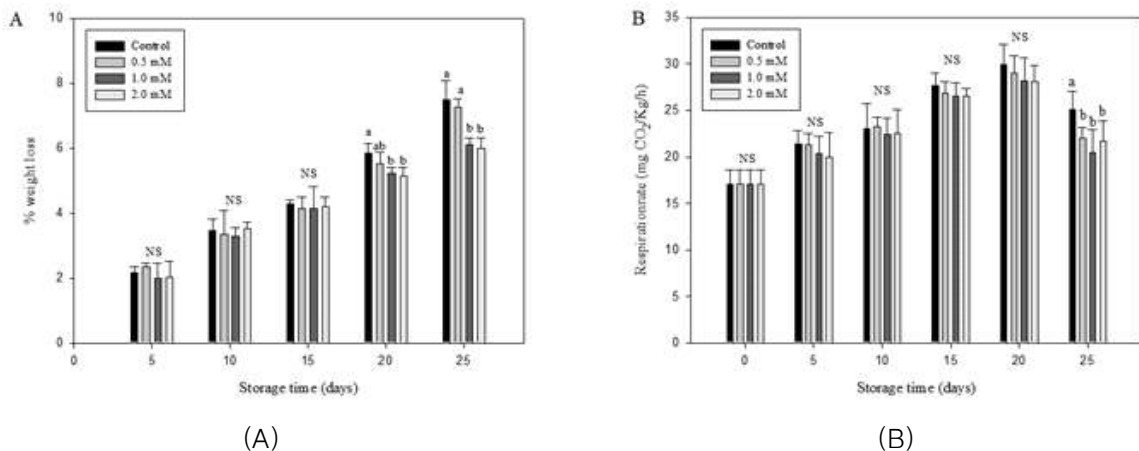 A
% weight loss
10
8
6
4
2
0
Control
0.5 mM
1.0 mM
2.0 mM
NS
NS
NS
a
ab
b b
a
a
b b
0 5 10 15 20 25
Storage time (days)
(A)
B
Respirationrate (mg CO₂/Kg/h)
35
30
25
20
15
10
5
0
Control
0.5 mM
1.0 mM
2.0 mM
NS
NS
NS
NS
NS
a
b b b
0 5 10 15 20 25
Storage time (days)
(B)